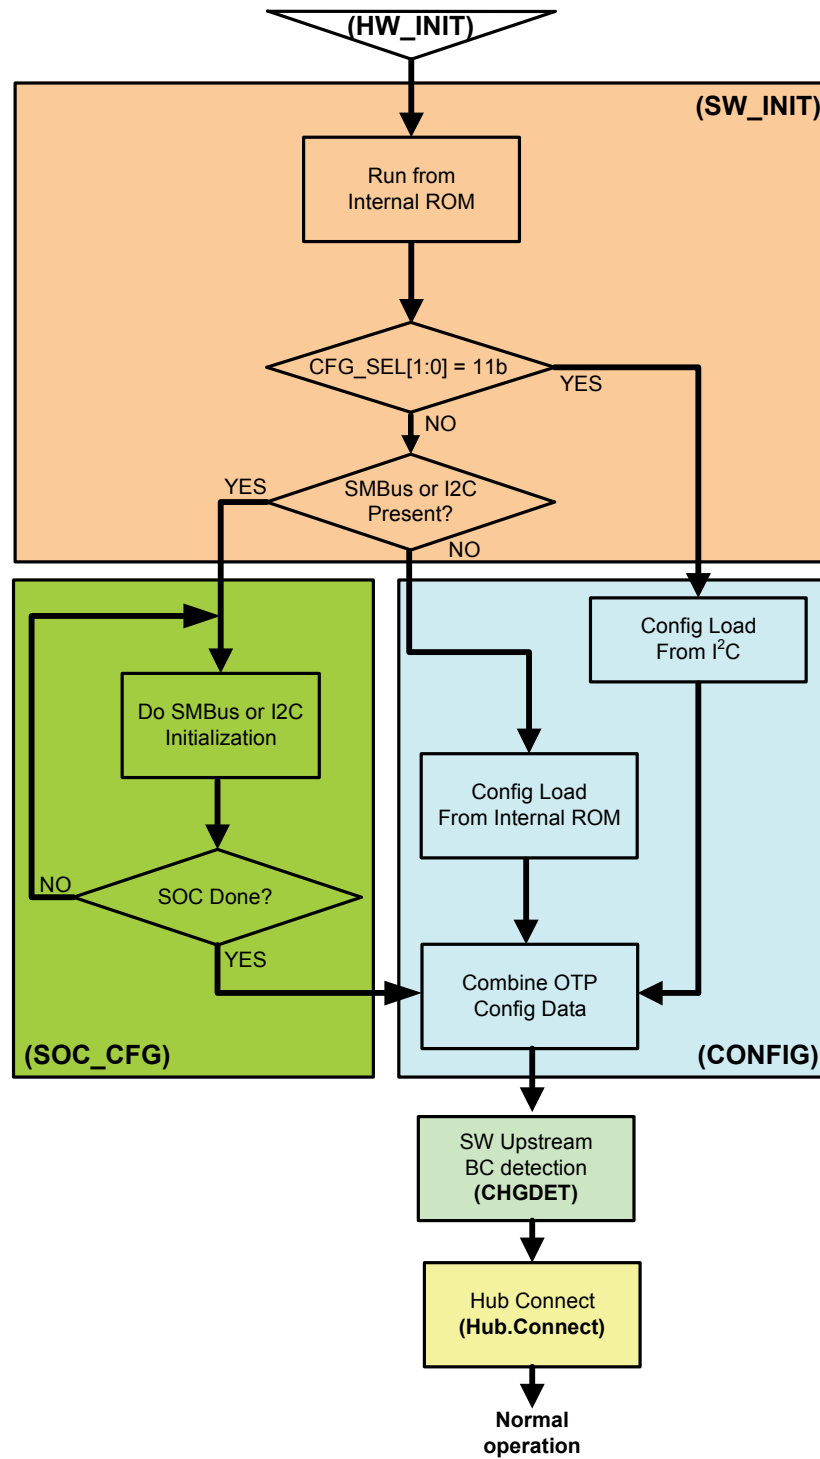 (HW_INIT)
(SW_INIT)
Run from
Internal ROM
CFG_SEL[1:0] = 11b
YES
NO
YES
SMBus or I2C
Present?
NO
Config Load
From I²C
Do SMBus or I2C
Initialization
Config Load
From Internal ROM
NO
SOC Done?
YES
Combine OTP
Config Data
(SOC_CFG)
(CONFIG)
SW Upstream
BC detection
(CHGDET)
Hub Connect
(Hub.Connect)
Normal
operation